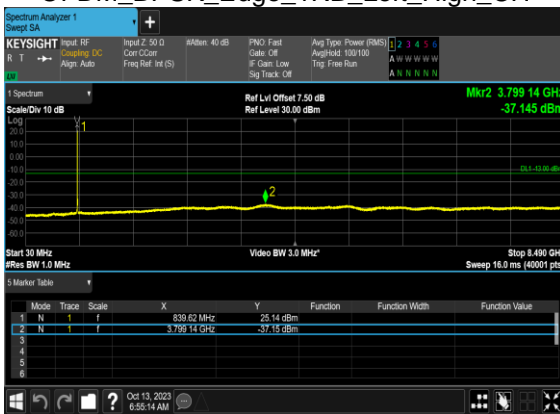 Spectrum Analyzer 1
Swept SA
+
KEYSIGHT Input: RF Input Z: 50 Ω #Atten: 40 dB PNO: Fast Avg Type: Power (RMS) 1 2 3 4 5 6
R T Coupling: DC Corr CCorr Gate: Off Avg|Hold: 100/100 A W W W W W
Align: Auto Freq Ref: Int (S) IF Gain: Low Trig: Free Run
LV Sig Track: Off A N N N N N
1 Spectrum Ref Lvl Offset 7.50 dB Mkr2 3.799 14 GHz
Scale/Div 10 dB Ref Level 30.00 dBm -37.145 dBm
Log
20.0
10.0
0.00
-10.0
DL1 -13.00 dBm
-20.0
-30.0
-40.0
-50.0
-60.0
1
2
Start 30 MHz Video BW 3.0 MHz* Stop 8.490 GHz
#Res BW 1.0 MHz Sweep 16.0 ms (40001 pts)
5 Marker Table
Mode Trace Scale X Y Function Function Width Function Value
1 N 1 f 839.62 MHz 25.14 dBm
2 N 1 f 3.799 14 GHz -37.15 dBm
3
4
5
6
? Oct 13, 2023
6:55:14 AM